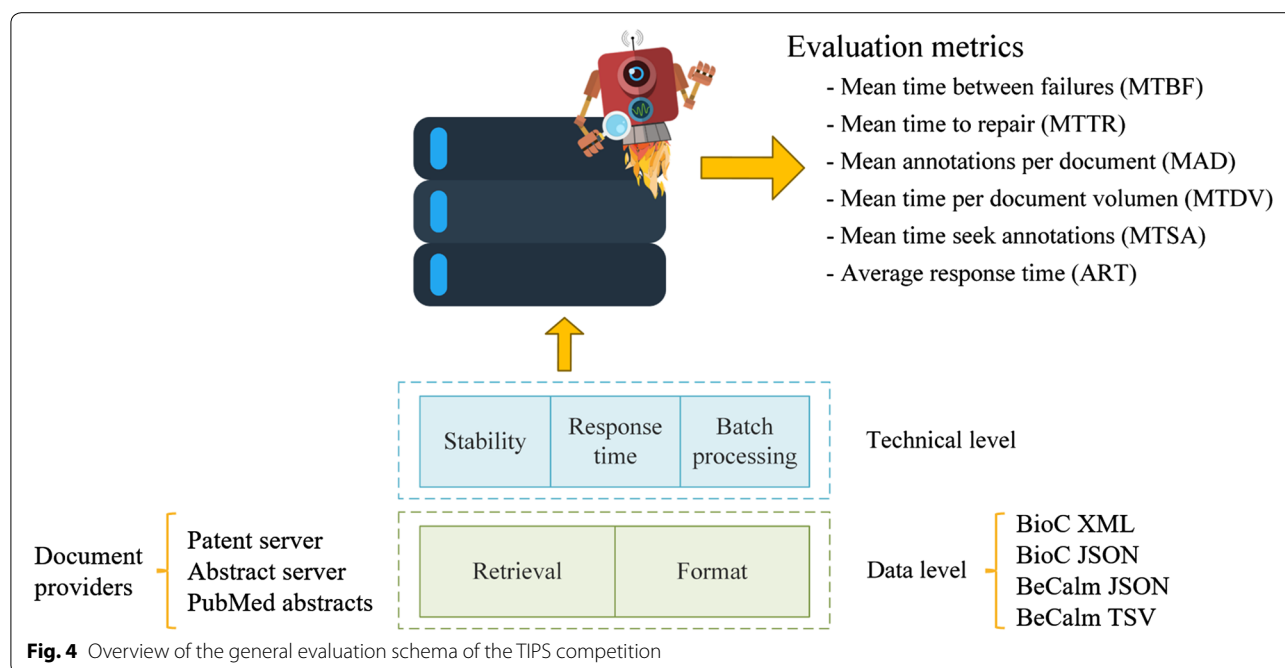 Evaluation metrics
- Mean time between failures (MTBF)
- Mean time to repair (MTTR)
- Mean annotations per document (MAD)
- Mean time per document volumen (MTDV)
- Mean time seek annotations (MTSA)
- Average response time (ART)
Stability
Response
time
Batch
processing
Technical level
Document
providers
Patent server
Abstract server
PubMed abstracts
Retrieval
Format
Data level
BioC XML
BioC JSON
BeCalm JSON
BeCalm TSV
Fig. 4 Overview of the general evaluation schema of the TIPS competition